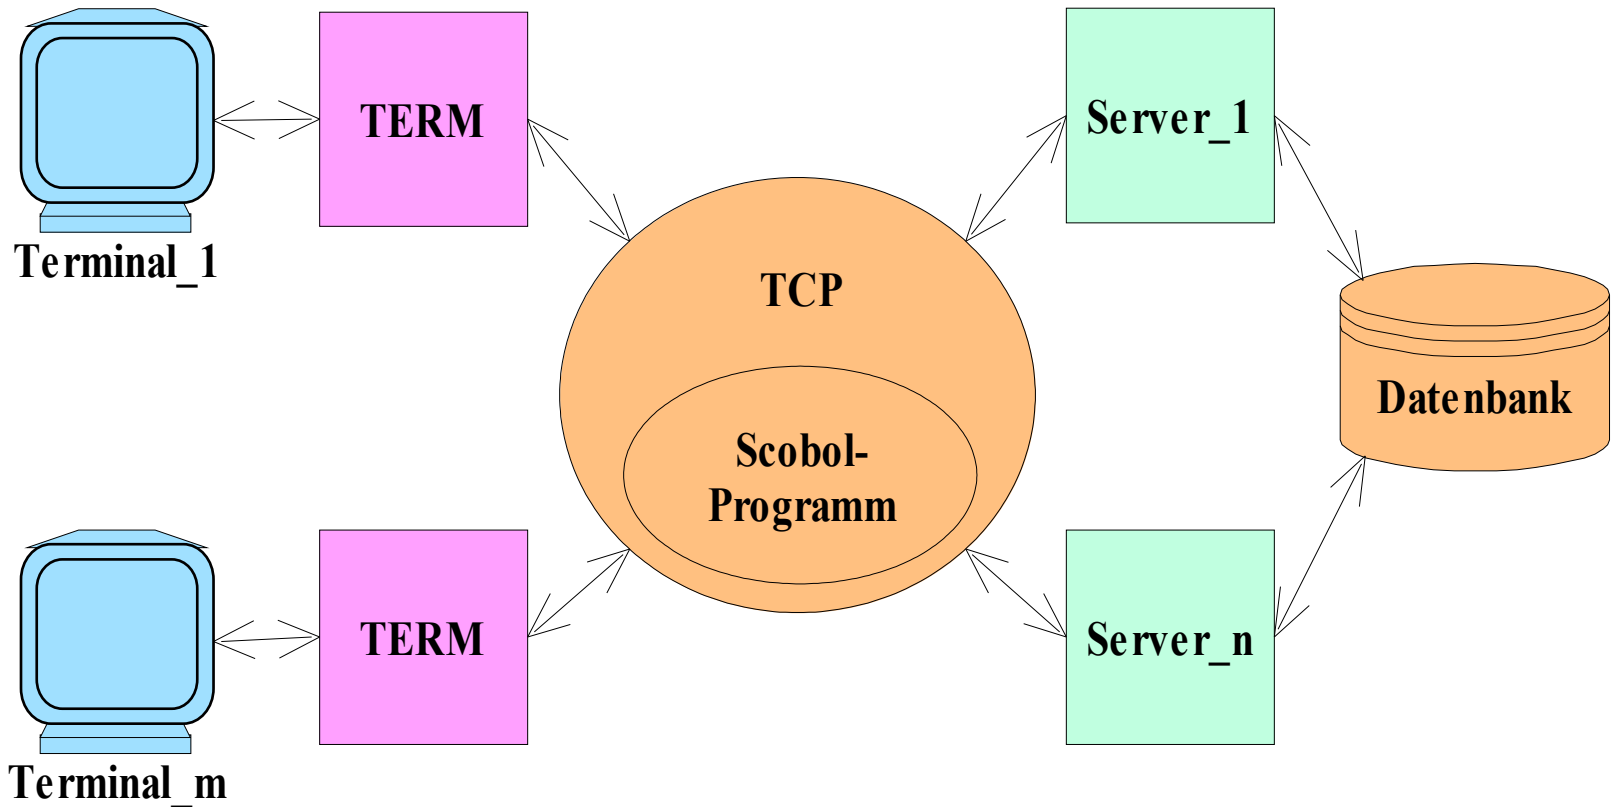 TERM
Server_1
Terminal_1
TCP
Datenbank
Scobol-
Programm
TERM
Server_n
Terminal_m